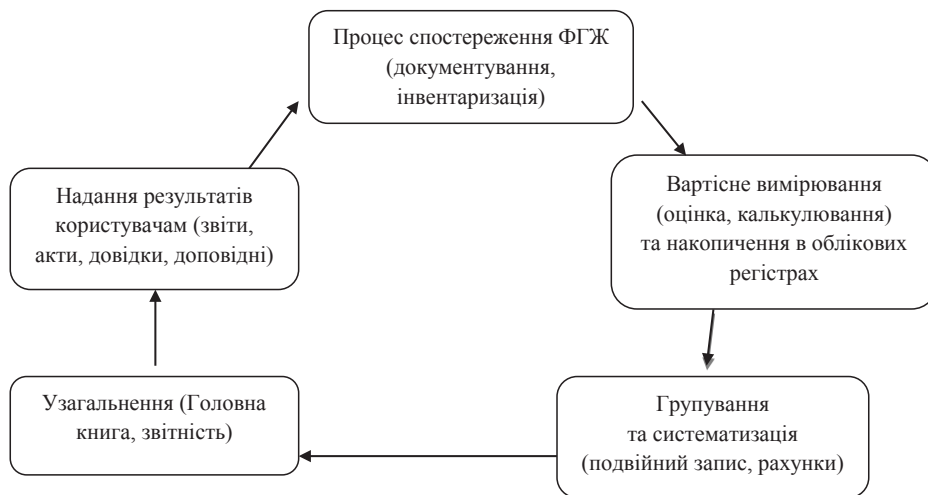 Процес спостереження ФГЖ
(документування,
інвентаризація)
Вартісне вимірювання
(оцінка, калькулювання)
та накопичення в облікових
регістрах
Групування
та систематизація
(подвійний запис, рахунки)
Узагальнення (Головна
книга, звітність)
Надання результатів
користувачам (звіти,
акти, довідки, доповідні)